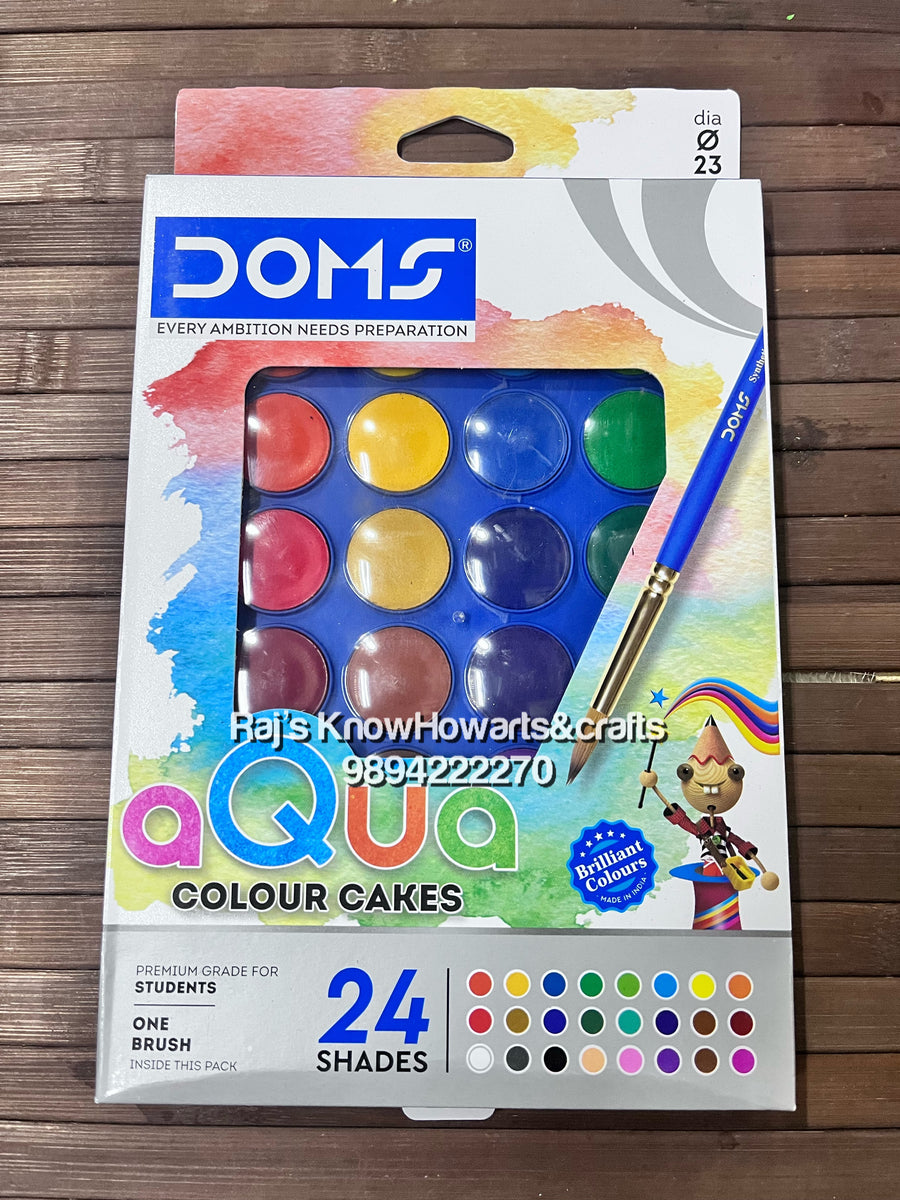 dia
Ø
23
DOMS®
EVERY AMBITION NEEDS PREPARATION
DOMS
Raj's KnowHowarts&crafts
9894222270
aQua
COLOUR CAKES
Brilliant
Colours
MADE IN INDIA
PREMIUM GRADE FOR
STUDENTS
ONE
BRUSH
INSIDE THIS PACK
24
SHADES